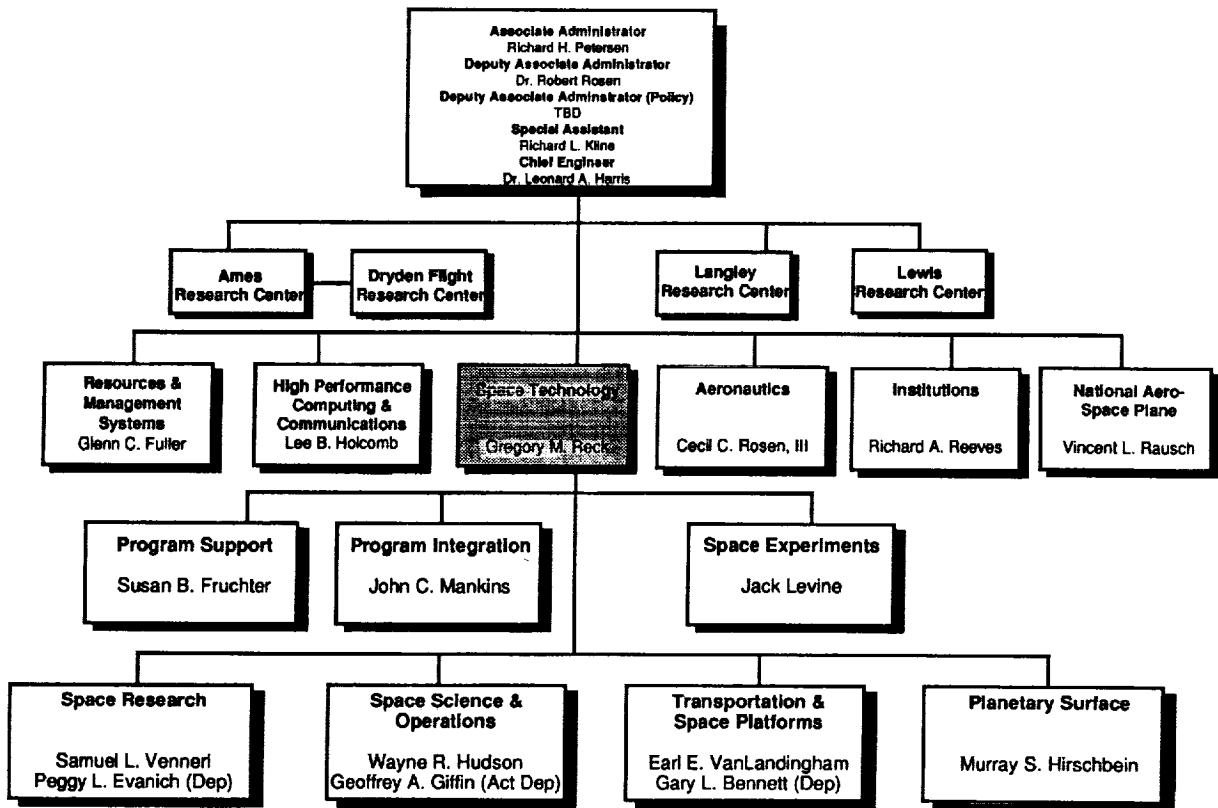 Associate Administrator
Richard H. Petersen
Deputy Associate Administrator
Dr. Robert Rosen
Deputy Associate Adminstrator (Policy)
TBD
Special Assistant
Richard L. Kline
Chief Engineer
Dr. Leonard A. Harris
Ames
Research Center
Dryden Flight
Research Center
Langley
Research Center
Lewis
Research Center
Resources &
Management
Systems
Glenn C. Fuller
High Performance
Computing &
Communications
Lee B. Holcomb
Space Technology
Gregory M. Reck
Aeronautics
Cecil C. Rosen, III
Institutions
Richard A. Reeves
National Aero-
Space Plane
Vincent L. Rausch
Program Support
Susan B. Fruchter
Program Integration
John C. Mankins
Space Experiments
Jack Levine
Space Research
Samuel L. Venneri
Peggy L. Evanich (Dep)
Space Science &
Operations
Wayne R. Hudson
Geoffrey A. Giffin (Act Dep)
Transportation &
Space Platforms
Earl E. VanLandingham
Gary L. Bennett (Dep)
Planetary Surface
Murray S. Hirschbein